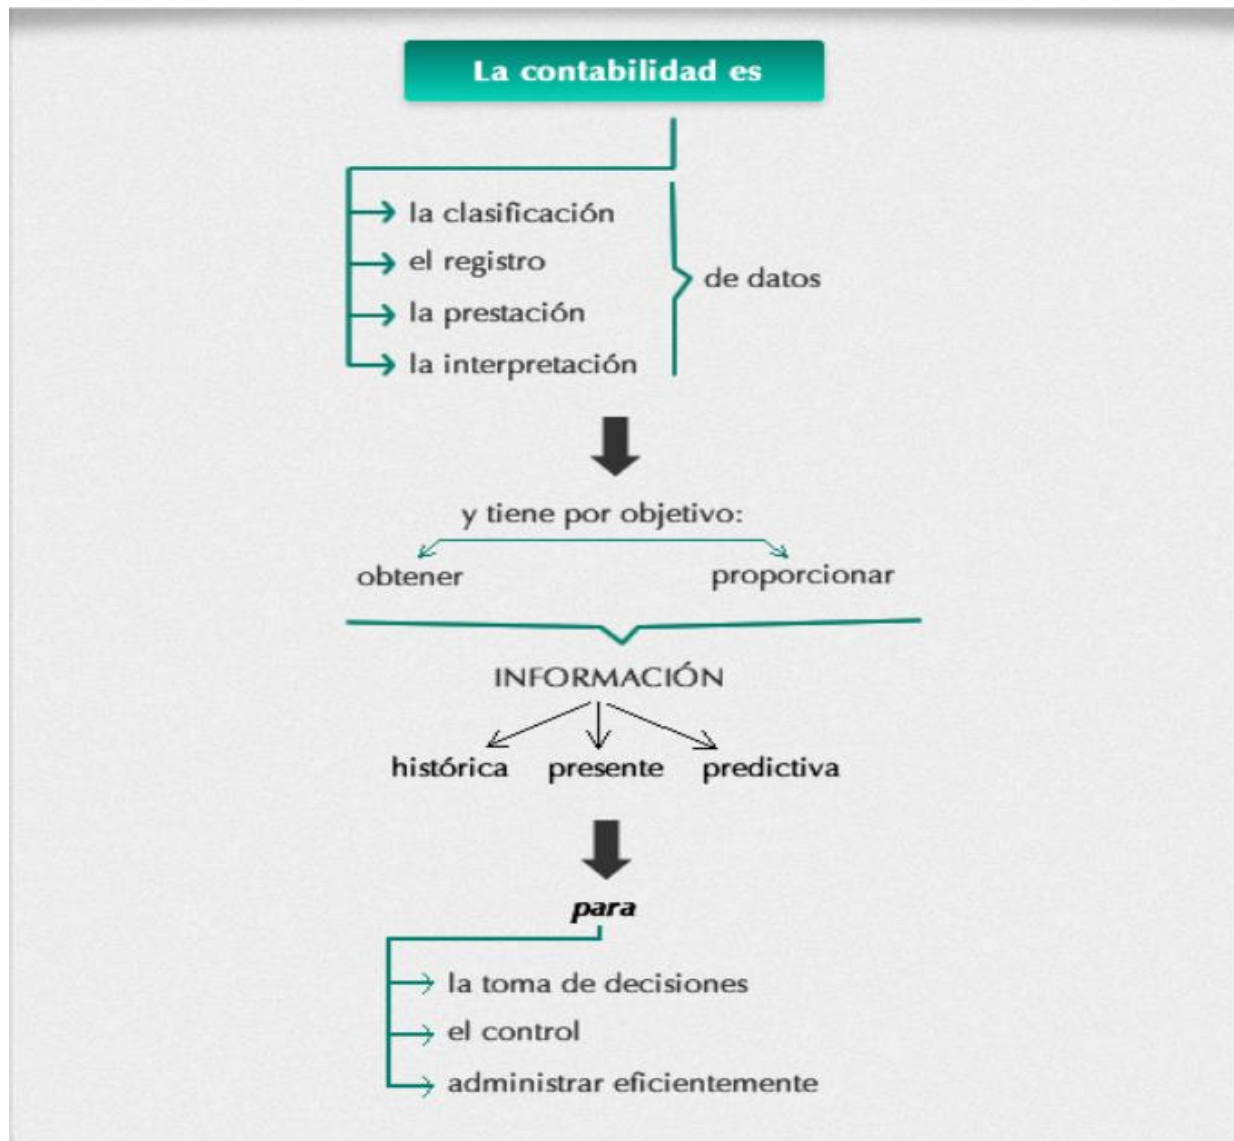 La contabilidad es
la clasificación
el registro
la prestación
la interpretación
de datos
y tiene por objetivo:
obtener proporcionar
INFORMACIÓN
histórica presente predictiva
para
la toma de decisiones
el control
administrar eficientemente